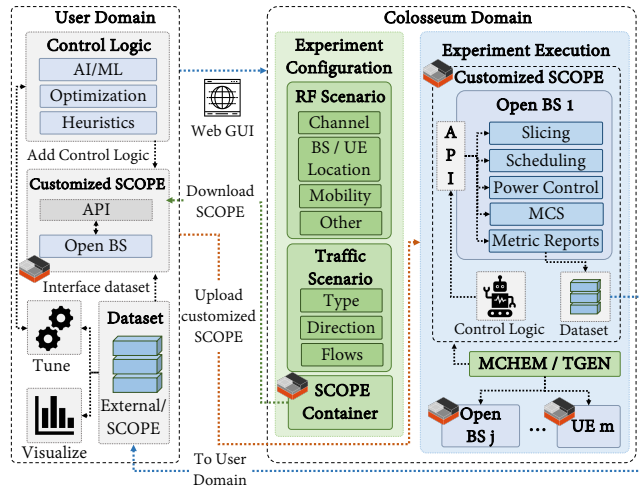 User Domain
Control Logic
AI/ML
Optimization
Heuristics
Add Control Logic
Customized SCOPE
API
Open BS
Interface dataset
Tune
Visualize
Dataset
External/
SCOPE
Web GUI
Download
SCOPE
Upload
customized
SCOPE
To User
Domain
Colosseum Domain
Experiment
Configuration
RF Scenario
Channel
BS / UE
Location
Mobility
Other
Traffic
Scenario
Type
Direction
Flows
SCOPE
Container
Experiment Execution
Customized SCOPE
Open BS 1
A
P
I
Slicing
Scheduling
Power Control
MCS
Metric Reports
Control Logic
Dataset
MCHEM / TGEN
Open
BS j
...
UE m